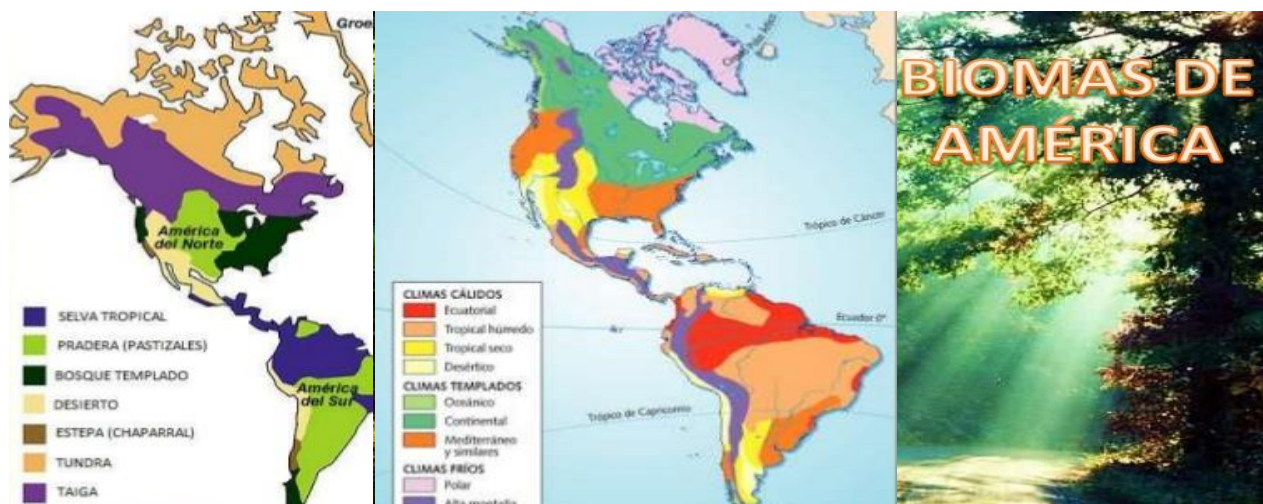 Groe
América
del Norte
SELVA TROPICAL
PRADERA (PASTIZALES)
BOSQUE TEMPLADO
DESIERTO
ESTEPA (CHAPARRAL)
TUNDRA
TAIGA
América
del Sur
Trópico de Cáncer
Ecuador 0°
Trópico de Capricornio
CLIMAS CÁLIDOS
Ecuatorial
Tropical húmedo
Tropical seco
Desértico
CLIMAS TEMPLADOS
Oceánico
Continental
Mediterráneo
y similares
CLIMAS FRÍOS
Polar
Alta montaña
BIOMAS DE
AMÉRICA